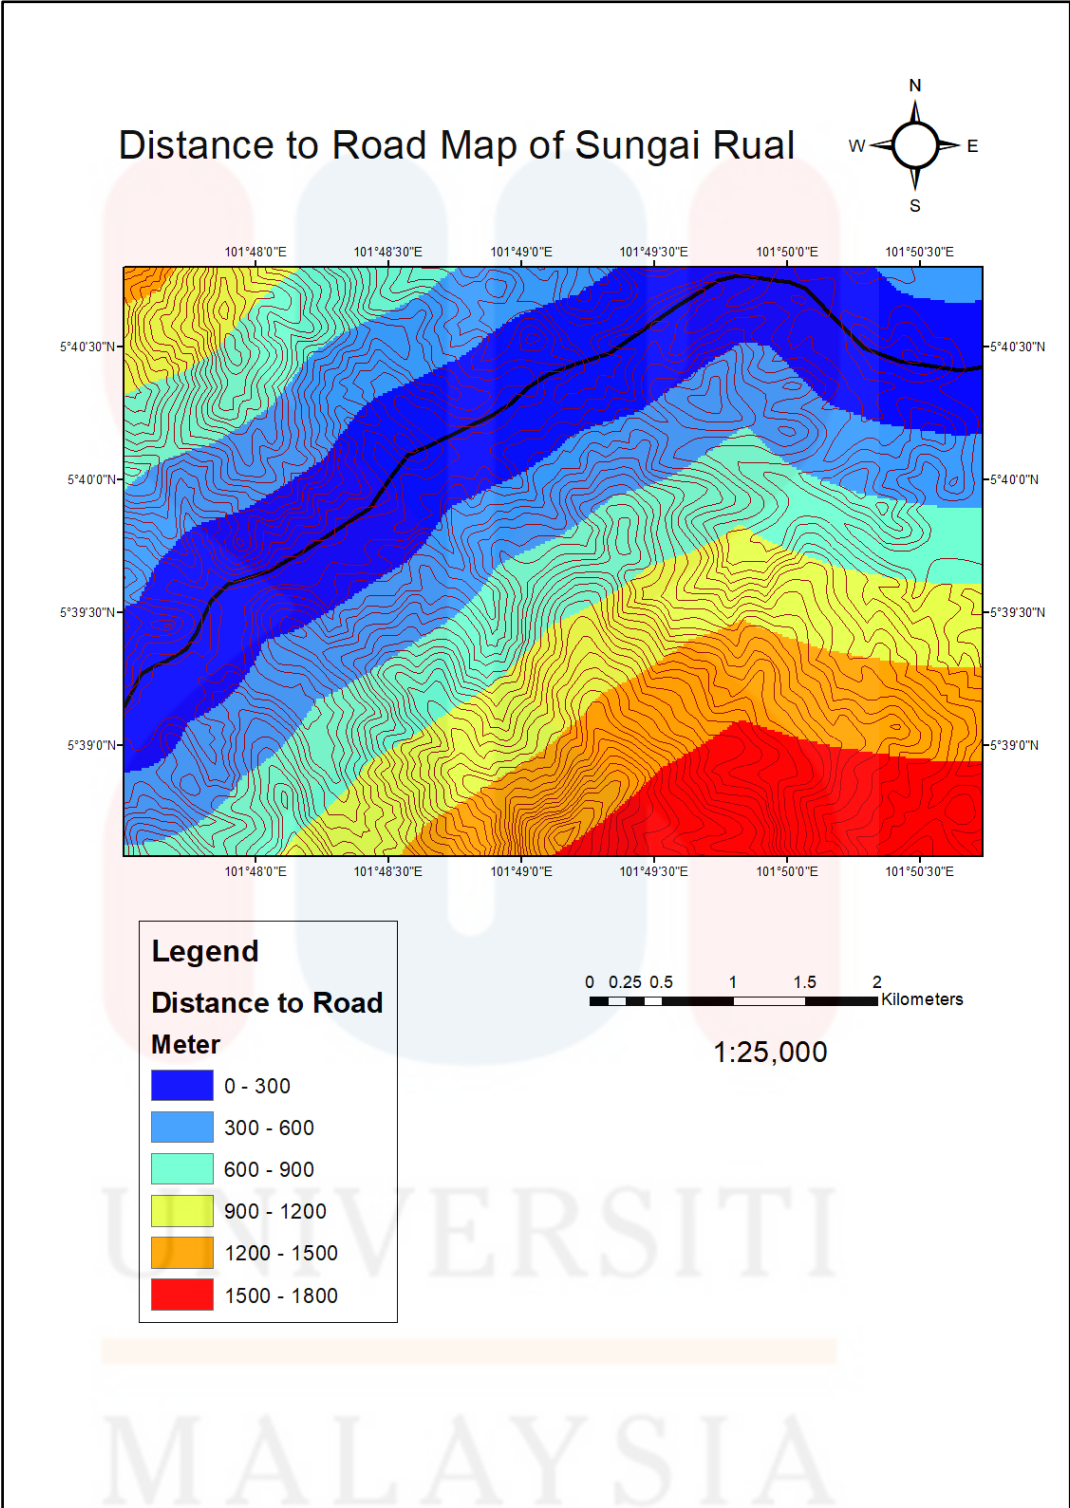 N
Distance to Road Map of Sungai Rual
W E
S
101°48'0"E 101°48'30"E 101°49'0"E 101°49'30"E 101°50'0"E 101°50'30"E
5°40'30"N 5°40'30"N
5°40'0"N 5°40'0"N
5°39'30"N 5°39'30"N
5°39'0"N 5°39'0"N
101°48'0"E 101°48'30"E 101°49'0"E 101°49'30"E 101°50'0"E 101°50'30"E
Legend
Distance to Road
Meter
0 - 300
300 - 600
600 - 900
900 - 1200
1200 - 1500
1500 - 1800
0 0.25 0.5 1 1.5 2
Kilometers
1:25,000
UNIVERSITI
MALAYSIA